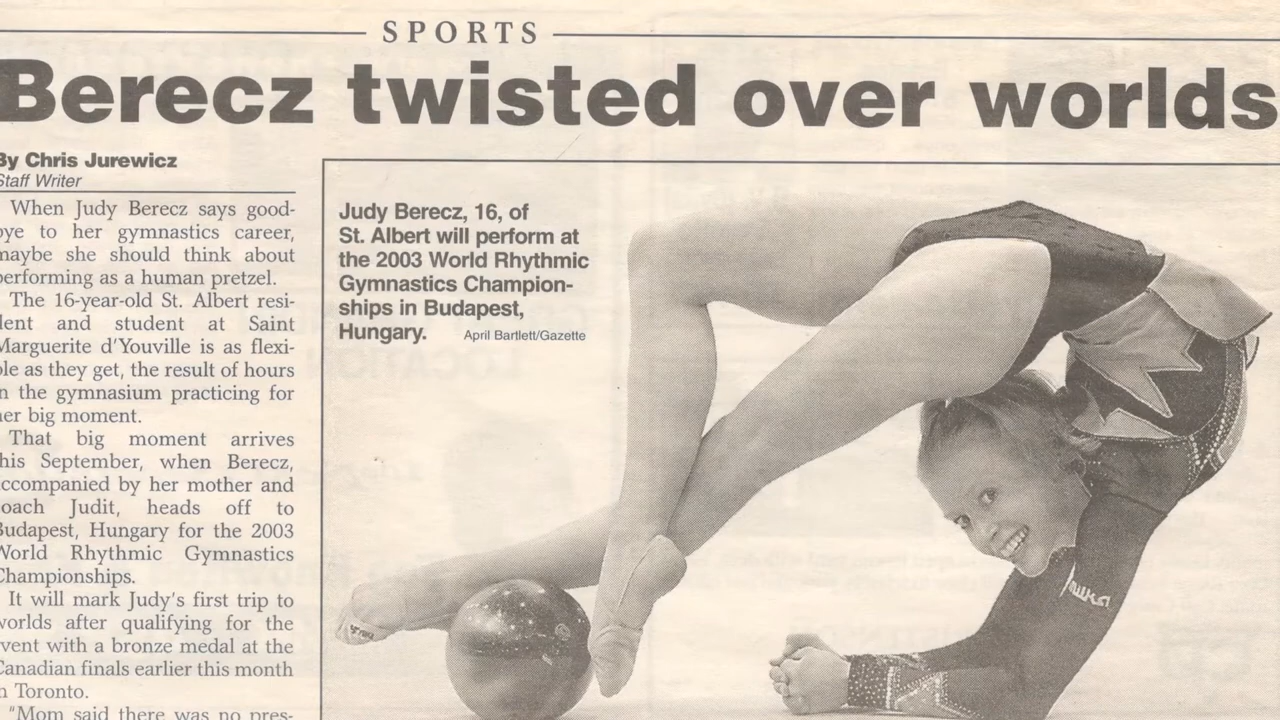 SPORTS
Berecz twisted over worlds
By Chris Jurewicz
Staff Writer
When Judy Berecz says good-
bye to her gymnastics career,
maybe she should think about
performing as a human pretzel.
The 16-year-old St. Albert resi-
dent and student at Saint
Marguerite d'Youville is as flexi-
ble as they get, the result of hours
in the gymnasium practicing for
her big moment.
That big moment arrives
this September, when Berecz,
accompanied by her mother and
coach Judit, heads off to
Budapest, Hungary for the 2003
World Rhythmic Gymnastics
Championships.
It will mark Judy's first trip to
worlds after qualifying for the
event with a bronze medal at the
Canadian finals earlier this month
in Toronto.
"Mom said there was no pres-
Judy Berecz, 16, of
St. Albert will perform at
the 2003 World Rhythmic
Gymnastics Champion-
ships in Budapest,
Hungary. April Bartlett/Gazette